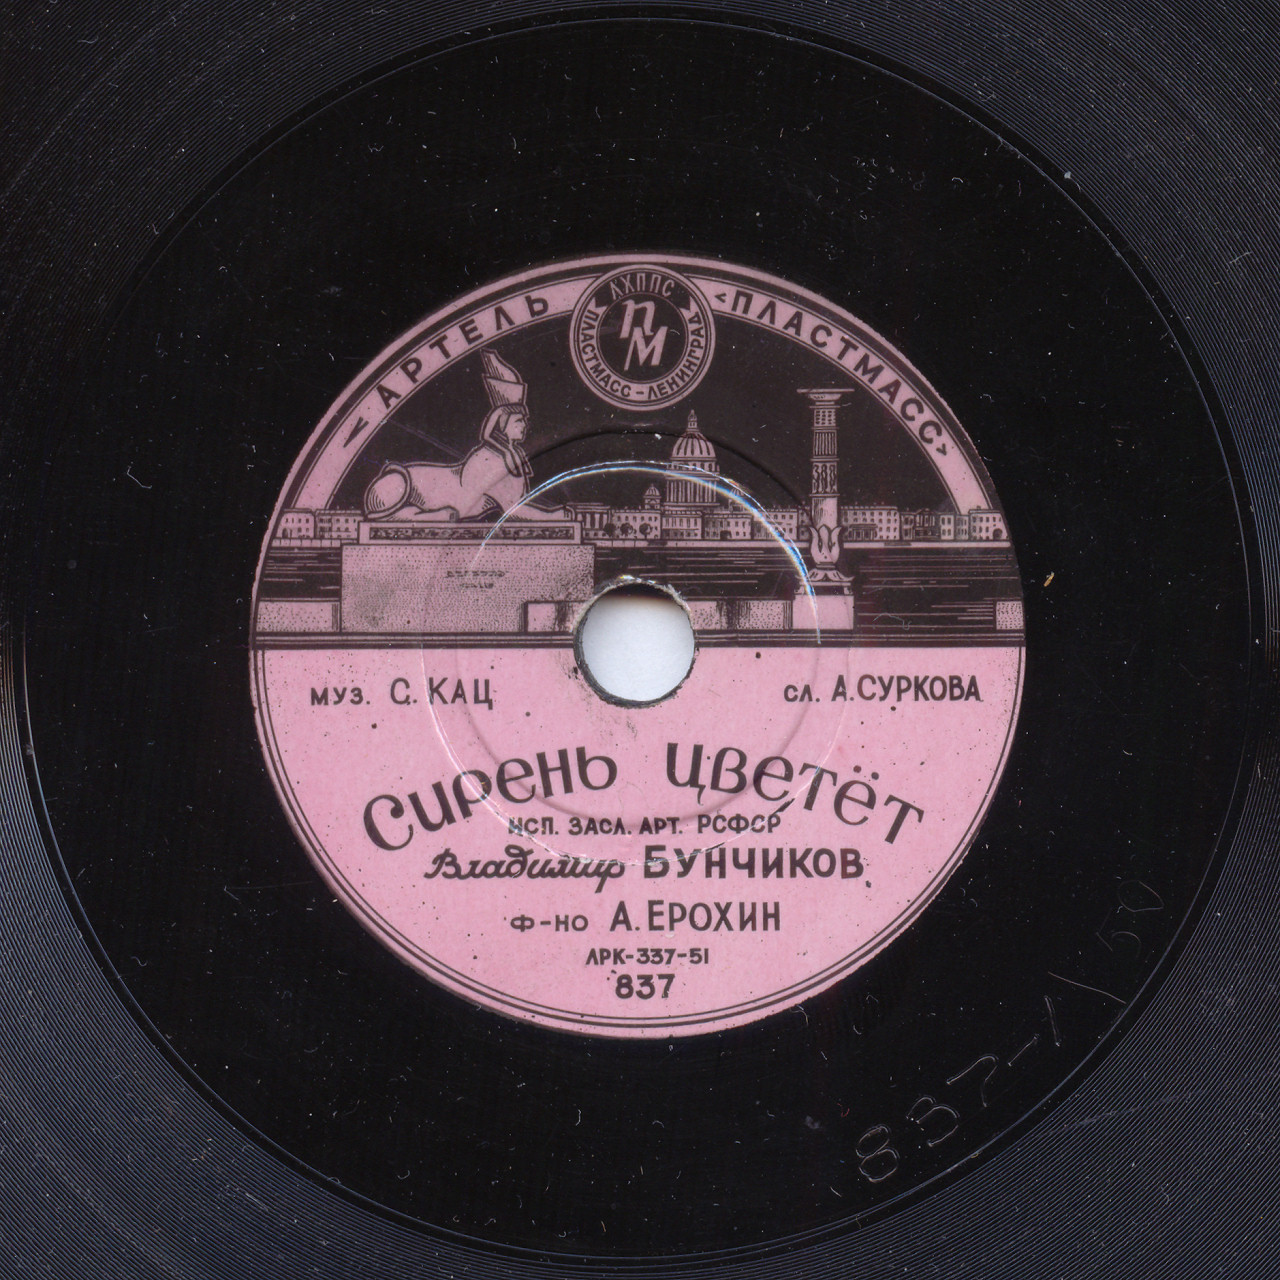 «АРТЕЛЬ «ПЛАСТМАСС»
ЛХППС
ПМ
ПЛАСТМАСС-ЛЕНИНГРАД
муз. С. КАЦ
сл. А. СУРКОВА
Сирень цветёт
исп. засл. арт. РСФСР
Владимир БУНЧИКОВ
ф-но А. ЕРОХИН
ЛРК-337-51
837
837-1/50